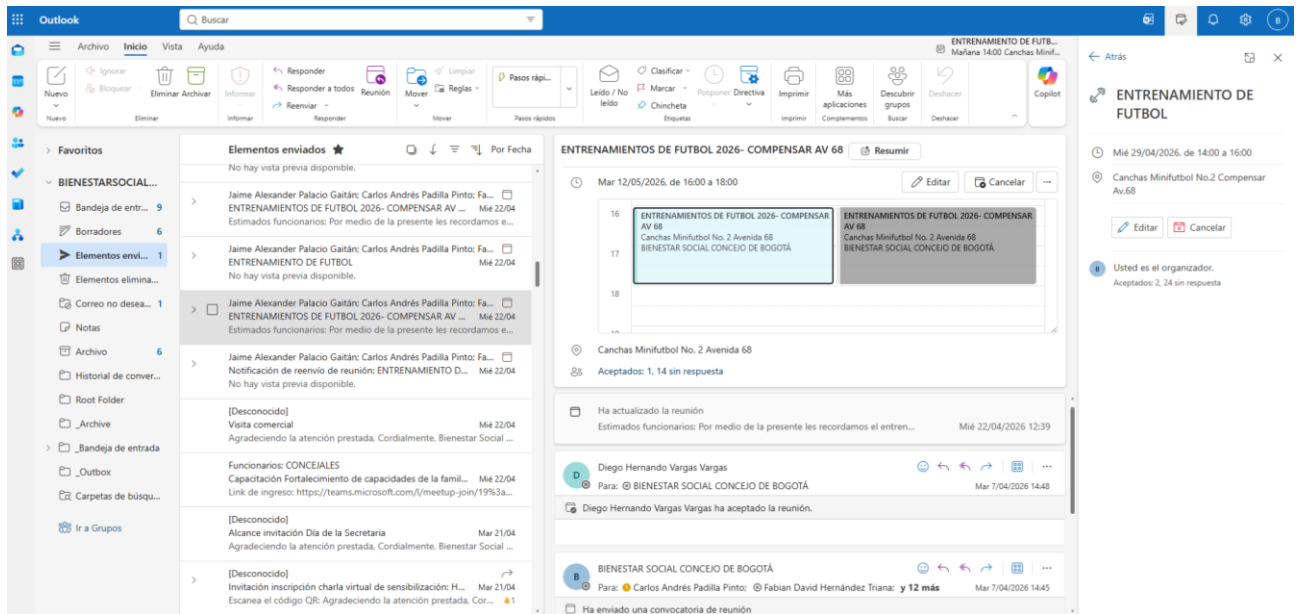 Outlook
Buscar
B
Archivo Inicio Vista Ayuda
ENTRENAMIENTO DE FUTB...
Mañana 14:00 Canchas Minif...
Nuevo
Ignorar
Bloquear
Eliminar Archivar
Informar
Responder
Responder a todos
Reenviar
Reunión
Mover
Limpiar
Reglas
Pasos rápi...
Leído / No leído
Clasificar
Marcar
Chincheta
Posponer Directiva
Imprimir
Más aplicaciones
Descubrir grupos
Deshacer
Copilot
Nuevo Eliminar Informar Responder Mover Pasos rápidos Etiquetas Imprimir Complementos Buscar Deshacer
Favoritos
BIENESTARSOCIAL...
Bandeja de entr... 9
Borradores 6
Elementos envi... 1
Elementos elimina...
Correo no desea... 1
Notas
Archivo 6
Historial de conver...
Root Folder
_Archive
_Bandeja de entrada
_Outbox
Carpetas de búsqu...
Ir a Grupos
Elementos enviados ★ Por Fecha
No hay vista previa disponible.
Jaime Alexander Palacio Gaitán; Carlos Andrés Padilla Pinto; Fa...
ENTRENAMIENTOS DE FUTBOL 2026- COMPENSAR AV ... Mié 22/04
Estimados funcionarios: Por medio de la presente les recordamos e...
Jaime Alexander Palacio Gaitán; Carlos Andrés Padilla Pinto; Fa...
ENTRENAMIENTO DE FUTBOL Mié 22/04
No hay vista previa disponible.
Jaime Alexander Palacio Gaitán; Carlos Andrés Padilla Pinto; Fa...
ENTRENAMIENTOS DE FUTBOL 2026- COMPENSAR AV ... Mié 22/04
Estimados funcionarios: Por medio de la presente les recordamos e...
Jaime Alexander Palacio Gaitán; Carlos Andrés Padilla Pinto; Fa...
Notificación de reenvío de reunión: ENTRENAMIENTO D... Mié 22/04
No hay vista previa disponible.
[Desconocido]
Visita comercial Mié 22/04
Agradeciendo la atención prestada, Cordialmente, Bienestar Social ...
Funcionarios: CONCEJALES
Capacitación Fortalecimiento de capacidades de la famil... Mié 22/04
Link de ingreso: https://teams.microsoft.com/l/meetup-join/19%3a...
[Desconocido]
Alcance invitación Día de la Secretaria Mar 21/04
Agradeciendo la atención prestada, Cordialmente, Bienestar Social ...
[Desconocido]
Invitación inscripción charla virtual de sensibilización: H... Mar 21/04
Escanea el código QR: Agradeciendo la atención prestada, Cor... 1
ENTRENAMIENTOS DE FUTBOL 2026- COMPENSAR AV 68 Resumir
Mar 12/05/2026, de 16:00 a 18:00 Editar Cancelar ...
16
17
18
ENTRENAMIENTOS DE FUTBOL 2026- COMPENSAR AV 68
Canchas Minifutbol No. 2 Avenida 68
BIENESTAR SOCIAL CONCEJO DE BOGOTÁ
ENTRENAMIENTOS DE FUTBOL 2026- COMPENSAR AV 68
Canchas Minifutbol No. 2 Avenida 68
BIENESTAR SOCIAL CONCEJO DE BOGOTÁ
Canchas Minifutbol No. 2 Avenida 68
Aceptados: 1, 14 sin respuesta
Ha actualizado la reunión
Estimados funcionarios: Por medio de la presente les recordamos el entren... Mié 22/04/2026 12:39
D
Diego Hernando Vargas Vargas
Para: BIENESTAR SOCIAL CONCEJO DE BOGOTÁ Mar 7/04/2026 14:48
Diego Hernando Vargas Vargas ha aceptado la reunión.
B
BIENESTAR SOCIAL CONCEJO DE BOGOTÁ
Para: Carlos Andrés Padilla Pinto; Fabian David Hernández Triana; y 12 más Mar 7/04/2026 14:45
Ha enviado una convocatoria de reunión
Atrás
ENTRENAMIENTO DE FUTBOL
Mié 29/04/2026, de 14:00 a 16:00
Canchas Minifutbol No.2 Compensar
Av.68
Editar Cancelar
B
Usted es el organizador.
Aceptados: 2, 24 sin respuesta